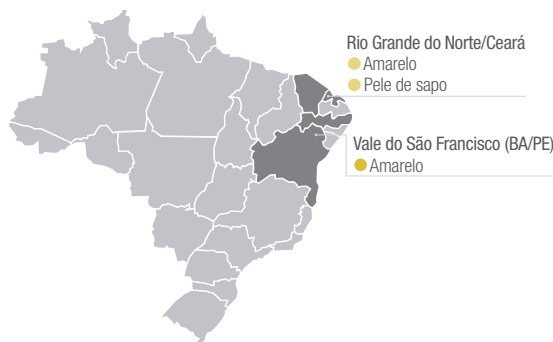 Rio Grande do Norte/Ceará
Amarelo
Pele de sapo
Vale do São Francisco (BA/PE)
Amarelo